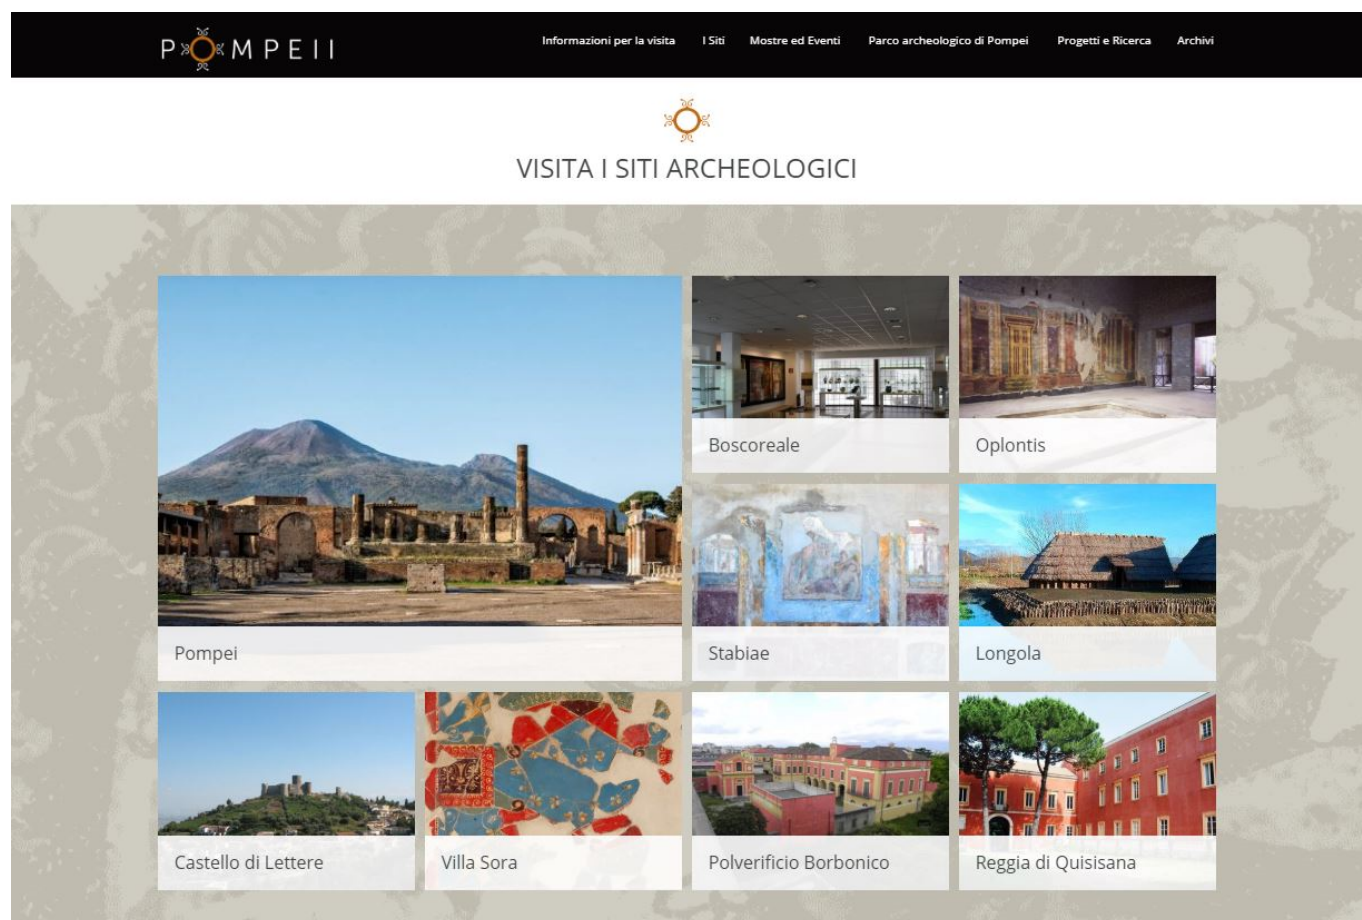 POMPEII
Informazioni per la visita
I Siti
Mostre ed Eventi
Parco archeologico di Pompei
Progetti e Ricerca
Archivi
VISITA I SITI ARCHEOLOGICI
Pompei
Boscoreale
Oplontis
Stabiae
Longola
Castello di Lettere
Villa Sora
Polverificio Borbonico
Reggia di Quisisana